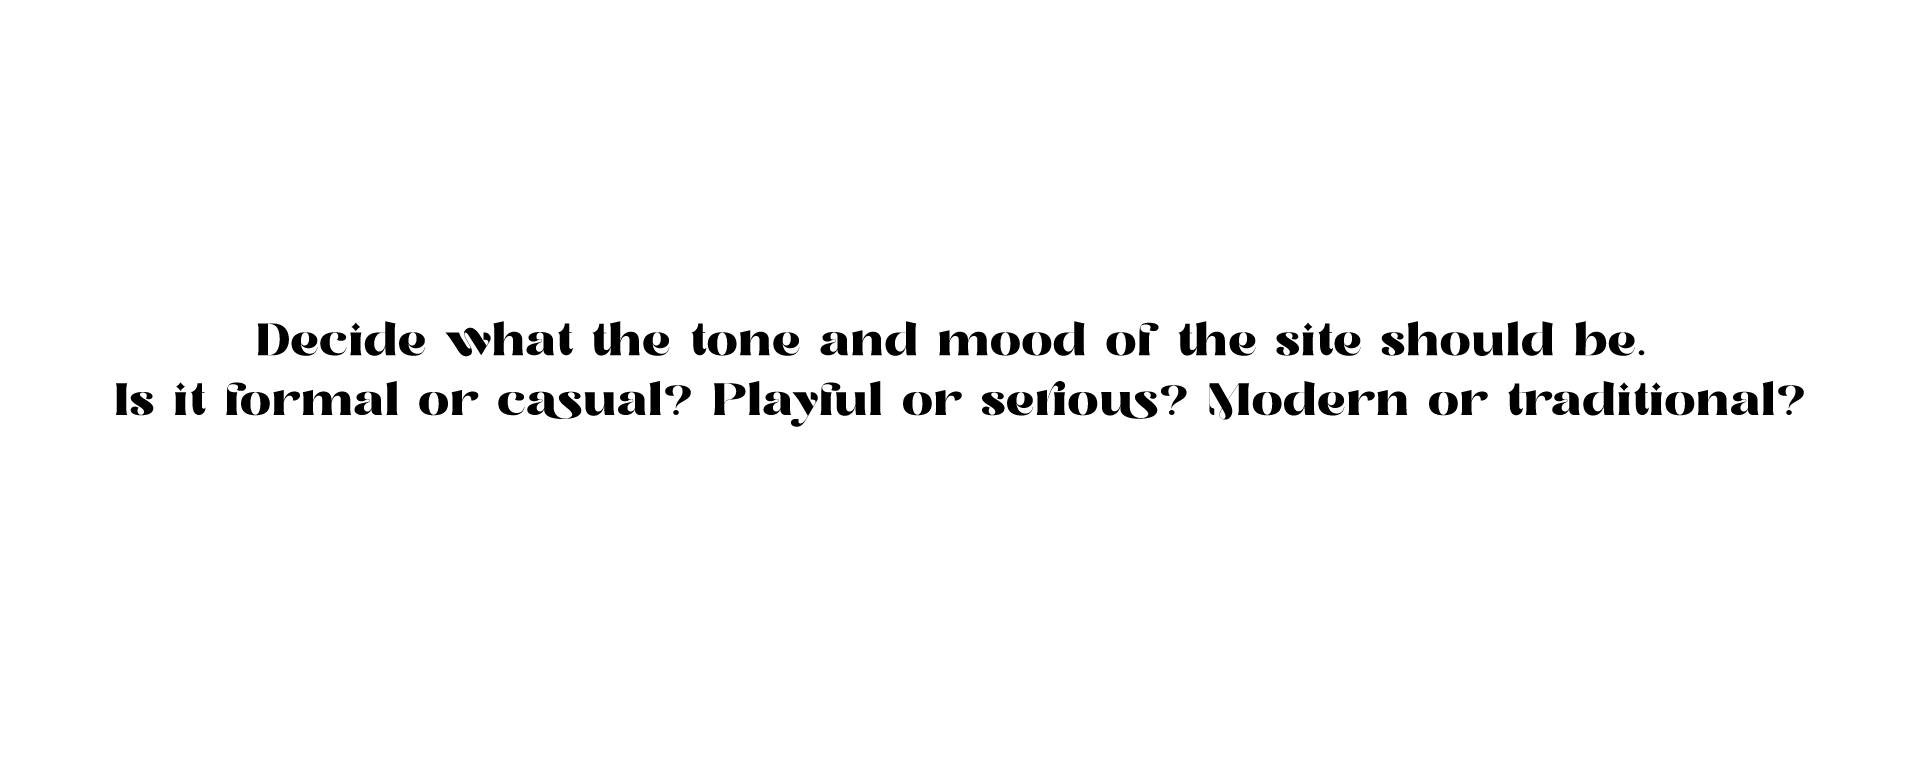 Decide what the tone and mood of the site should be.
Is it formal or casual? Playful or serious? Modern or traditional?